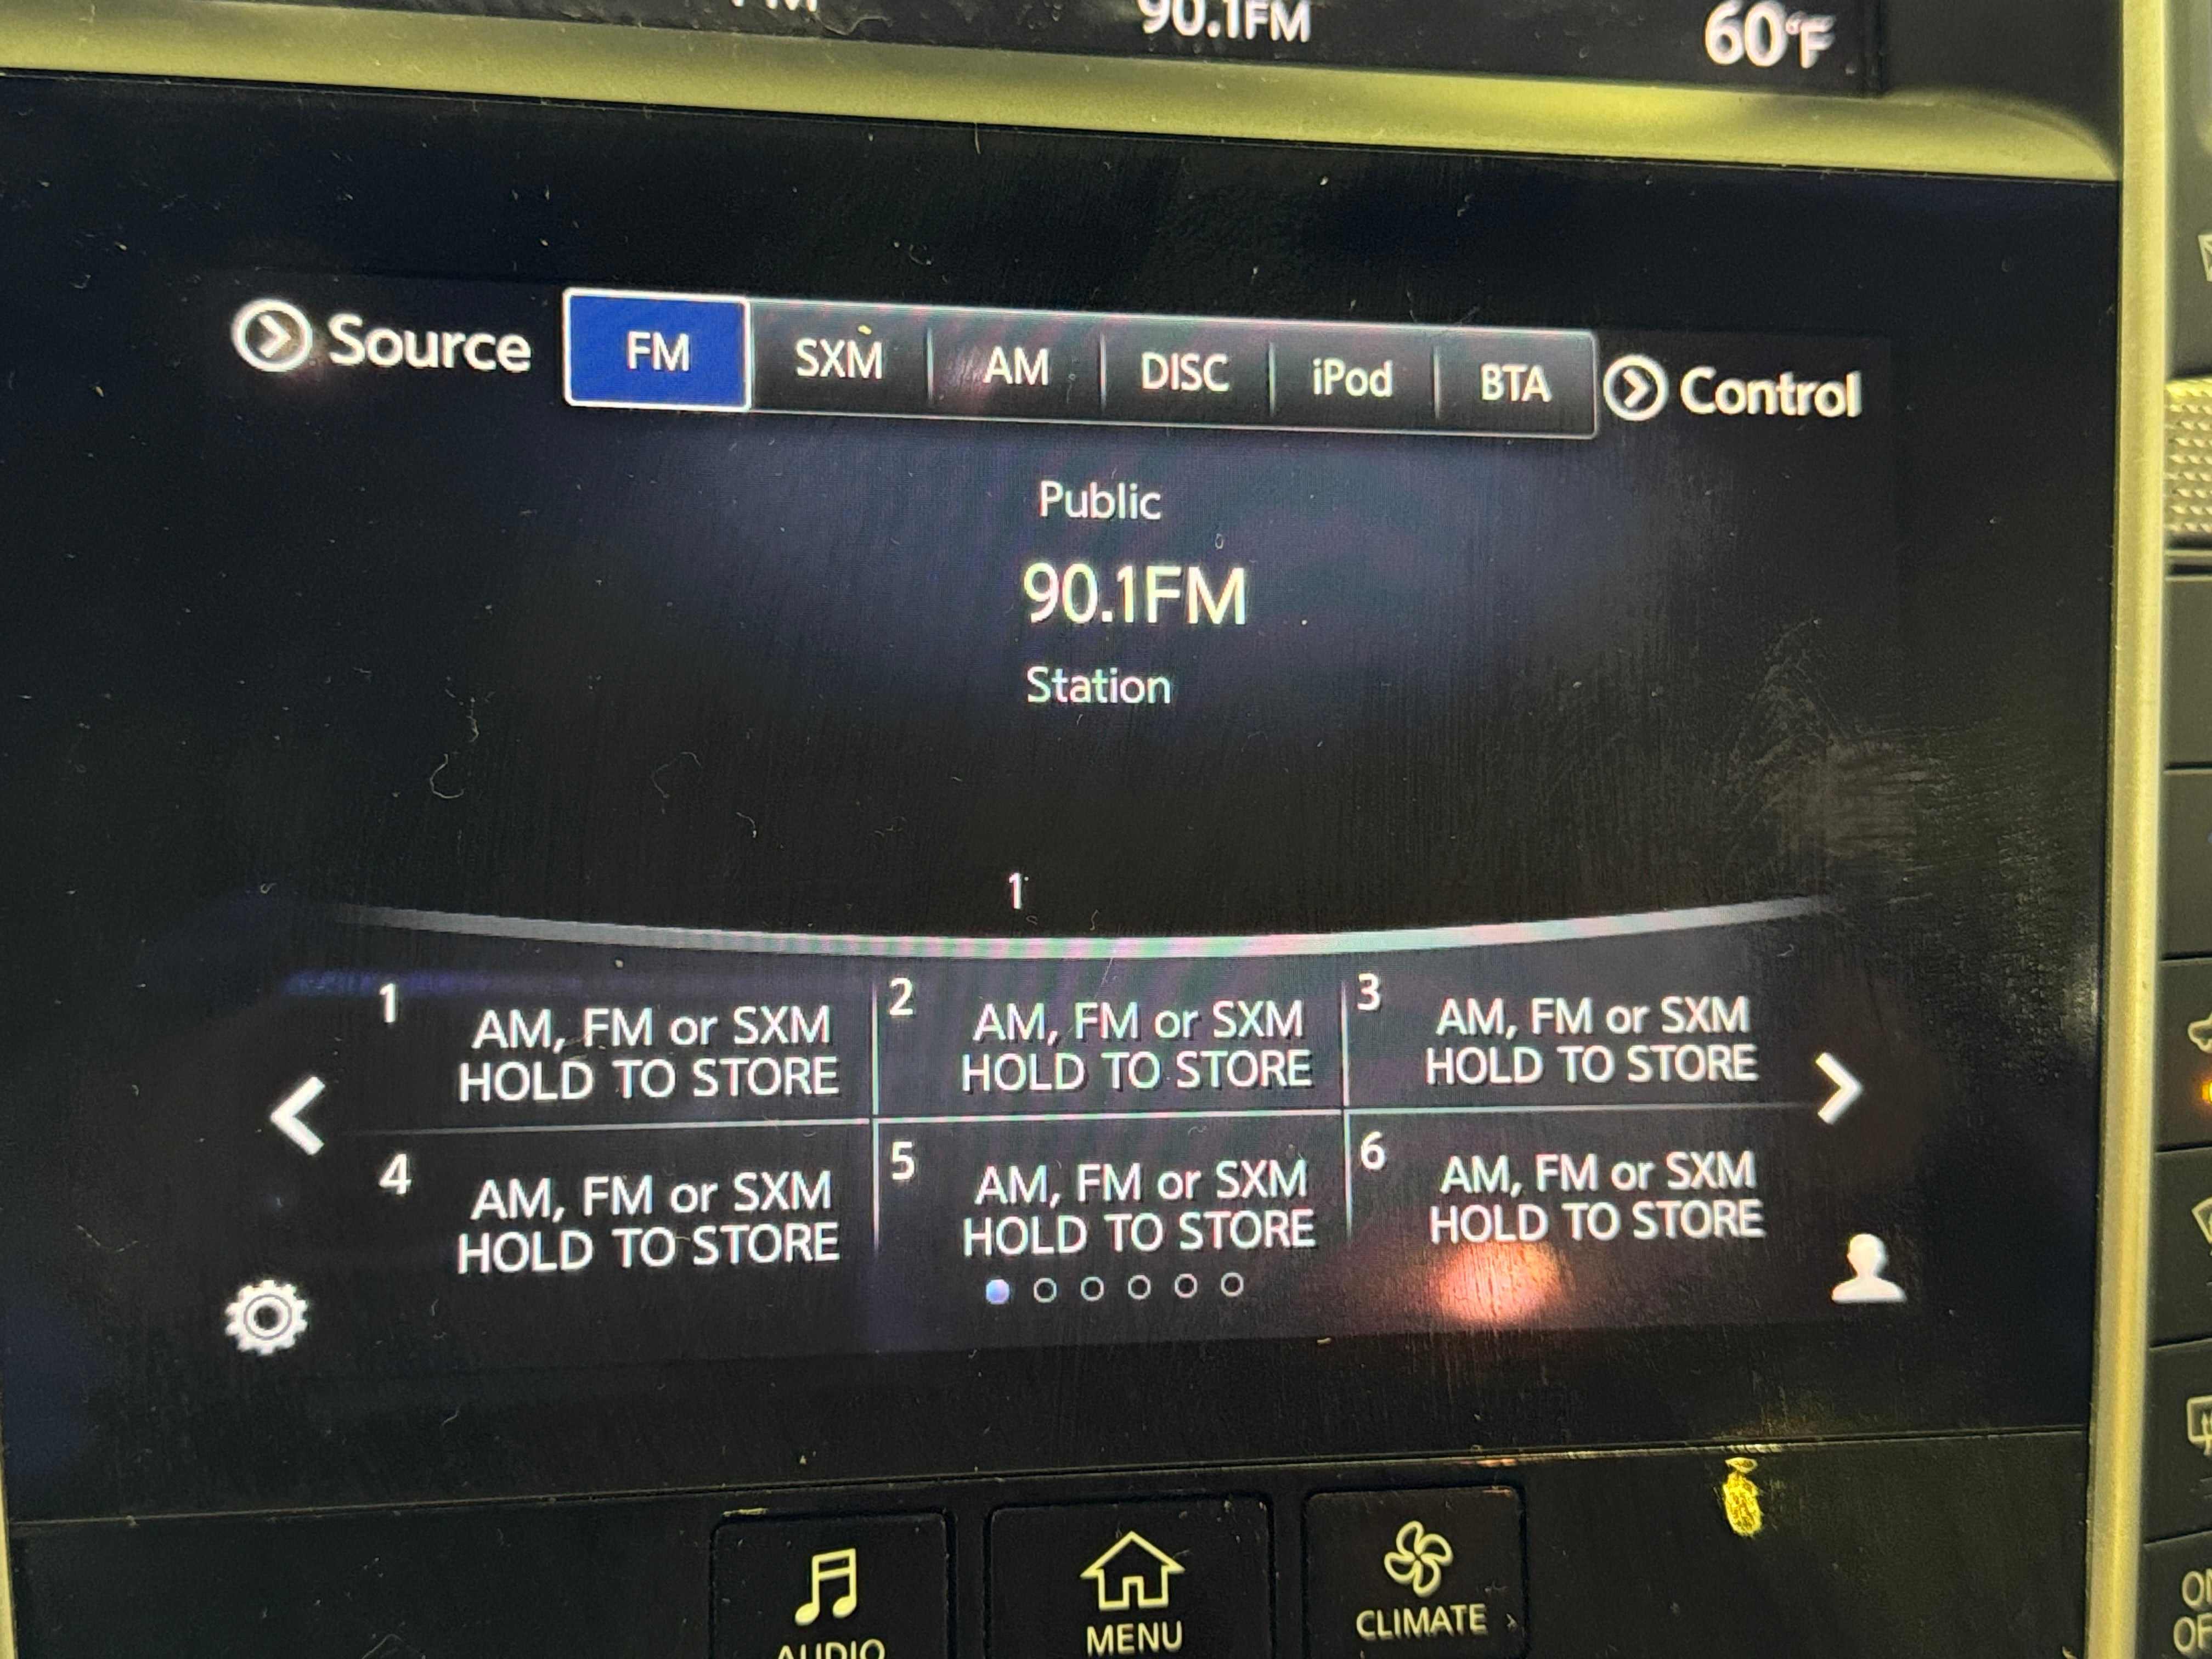 90.1FM
60°F
Source
FM
SXM
AM
DISC
iPod
BTA
Control
Public
90.1FM
Station
1
1
AM, FM or SXM
HOLD TO STORE
2
AM, FM or SXM
HOLD TO STORE
3
AM, FM or SXM
HOLD TO STORE
4
AM, FM or SXM
HOLD TO STORE
5
AM, FM or SXM
HOLD TO STORE
6
AM, FM or SXM
HOLD TO STORE
AUDIO
MENU
CLIMATE